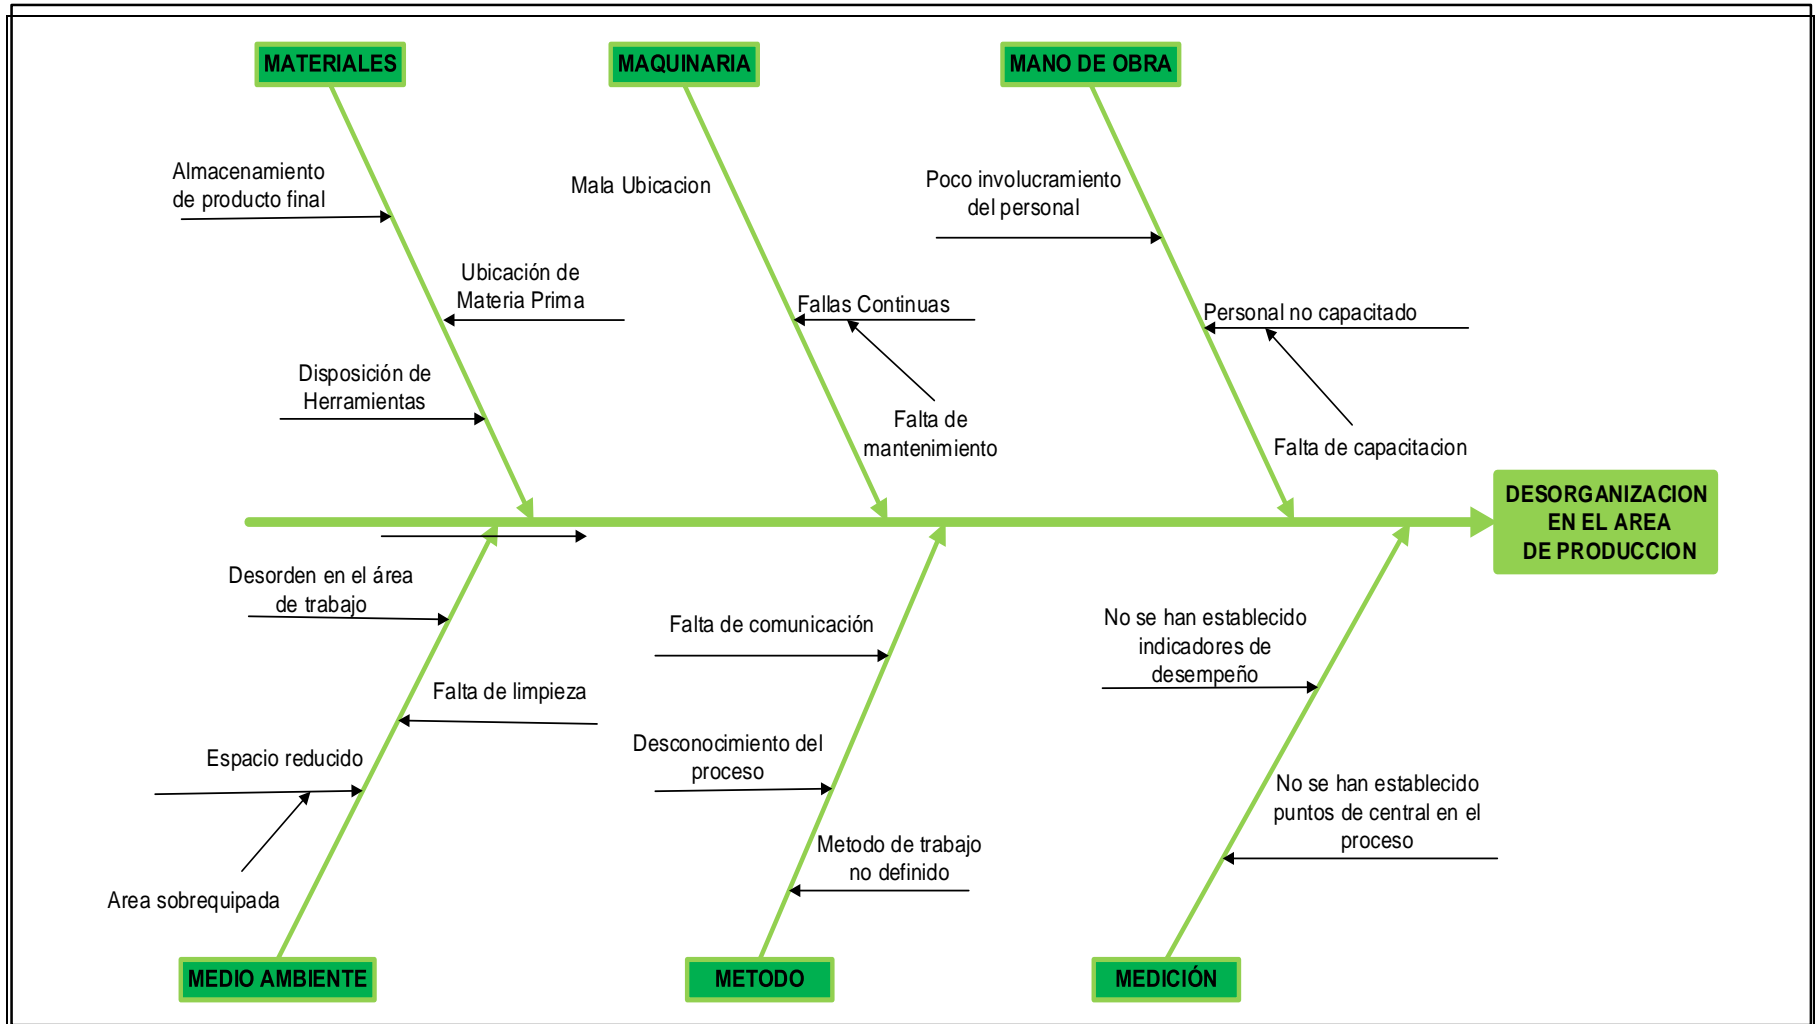 MATERIALES
MAQUINARIA
MANO DE OBRA
Almacenamiento
de producto final
Mala Ubicacion
Poco involucramiento
del personal
Ubicación de
Materia Prima
Fallas Continuas
Personal no capacitado
Disposición de
Herramientas
Falta de
mantenimiento
Falta de capacitacion
DESORGANIZACION
EN EL AREA
DE PRODUCCION
Desorden en el área
de trabajo
Falta de comunicación
No se han establecido
indicadores de
desempeño
Falta de limpieza
Espacio reducido
Desconocimiento del
proceso
No se han establecido
puntos de central en el
proceso
Metodo de trabajo
no definido
Area sobrequipada
MEDIO AMBIENTE
METODO
MEDICIÓN